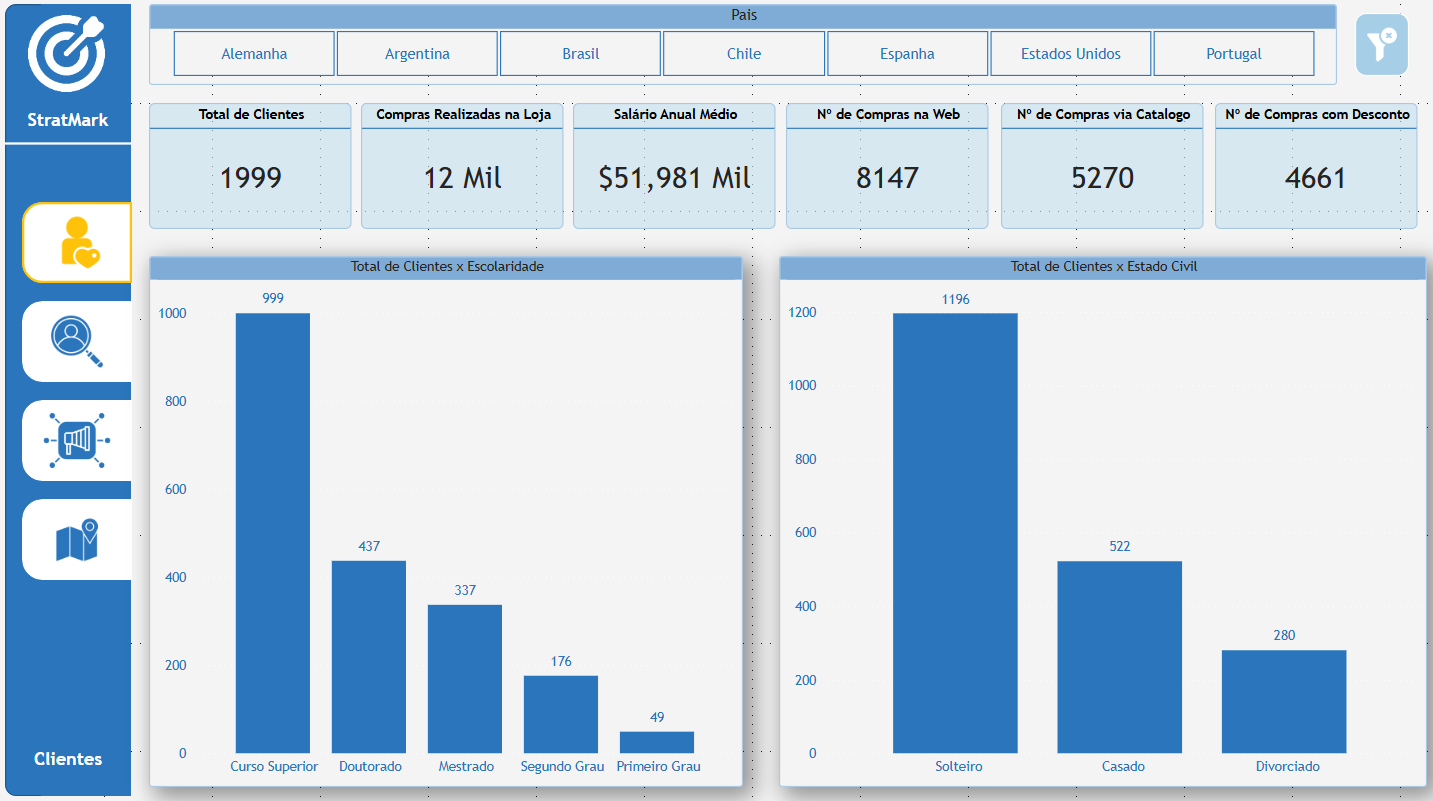 StratMark
Pais
Alemanha
Argentina
Brasil
Chile
Espanha
Estados Unidos
Portugal
Total de Clientes
1999
Compras Realizadas na Loja
12 Mil
Salário Anual Médio
$51,981 Mil
Nº de Compras na Web
8147
Nº de Compras via Catalogo
5270
Nº de Compras com Desconto
4661
Total de Clientes x Escolaridade
1000
800
600
400
200
0
999
437
337
176
49
Curso Superior
Doutorado
Mestrado
Segundo Grau
Primeiro Grau
Total de Clientes x Estado Civil
1200
1000
800
600
400
200
0
1196
522
280
Solteiro
Casado
Divorciado
Clientes